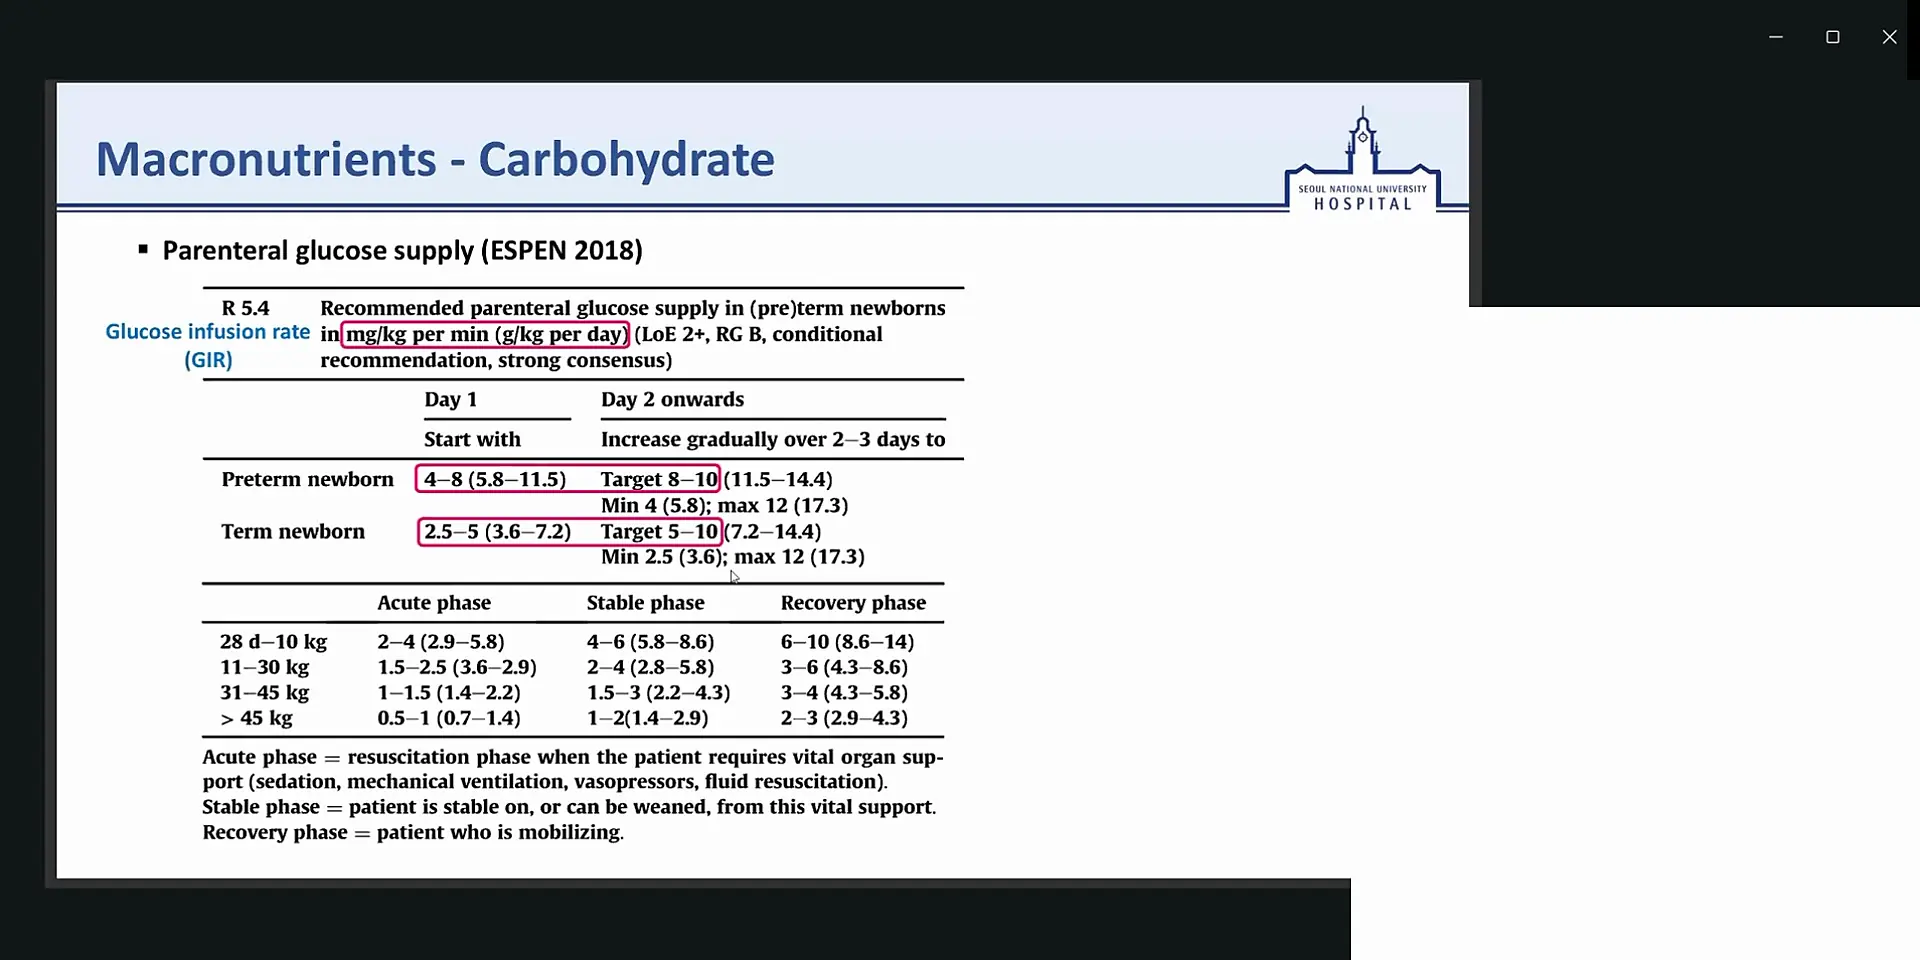 Macronutrients - Carbohydrate
SEOUL NATIONAL UNIVERSITY
HOSPITAL
▪ Parenteral glucose supply (ESPEN 2018)
R 5.4 Recommended parenteral glucose supply in (pre)term newborns
Glucose infusion rate in mg/kg per min (g/kg per day) (LoE 2+, RG B, conditional
(GIR) recommendation, strong consensus)
Day 1 Day 2 onwards
Start with Increase gradually over 2–3 days to
Preterm newborn 4–8 (5.8–11.5) Target 8–10 (11.5–14.4)
Min 4 (5.8); max 12 (17.3)
Term newborn 2.5–5 (3.6–7.2) Target 5–10 (7.2–14.4)
Min 2.5 (3.6); max 12 (17.3)
Acute phase Stable phase Recovery phase
28 d–10 kg 2–4 (2.9–5.8) 4–6 (5.8–8.6) 6–10 (8.6–14)
11–30 kg 1.5–2.5 (3.6–2.9) 2–4 (2.8–5.8) 3–6 (4.3–8.6)
31–45 kg 1–1.5 (1.4–2.2) 1.5–3 (2.2–4.3) 3–4 (4.3–5.8)
> 45 kg 0.5–1 (0.7–1.4) 1–2(1.4–2.9) 2–3 (2.9–4.3)
Acute phase = resuscitation phase when the patient requires vital organ sup-
port (sedation, mechanical ventilation, vasopressors, fluid resuscitation).
Stable phase = patient is stable on, or can be weaned, from this vital support.
Recovery phase = patient who is mobilizing.